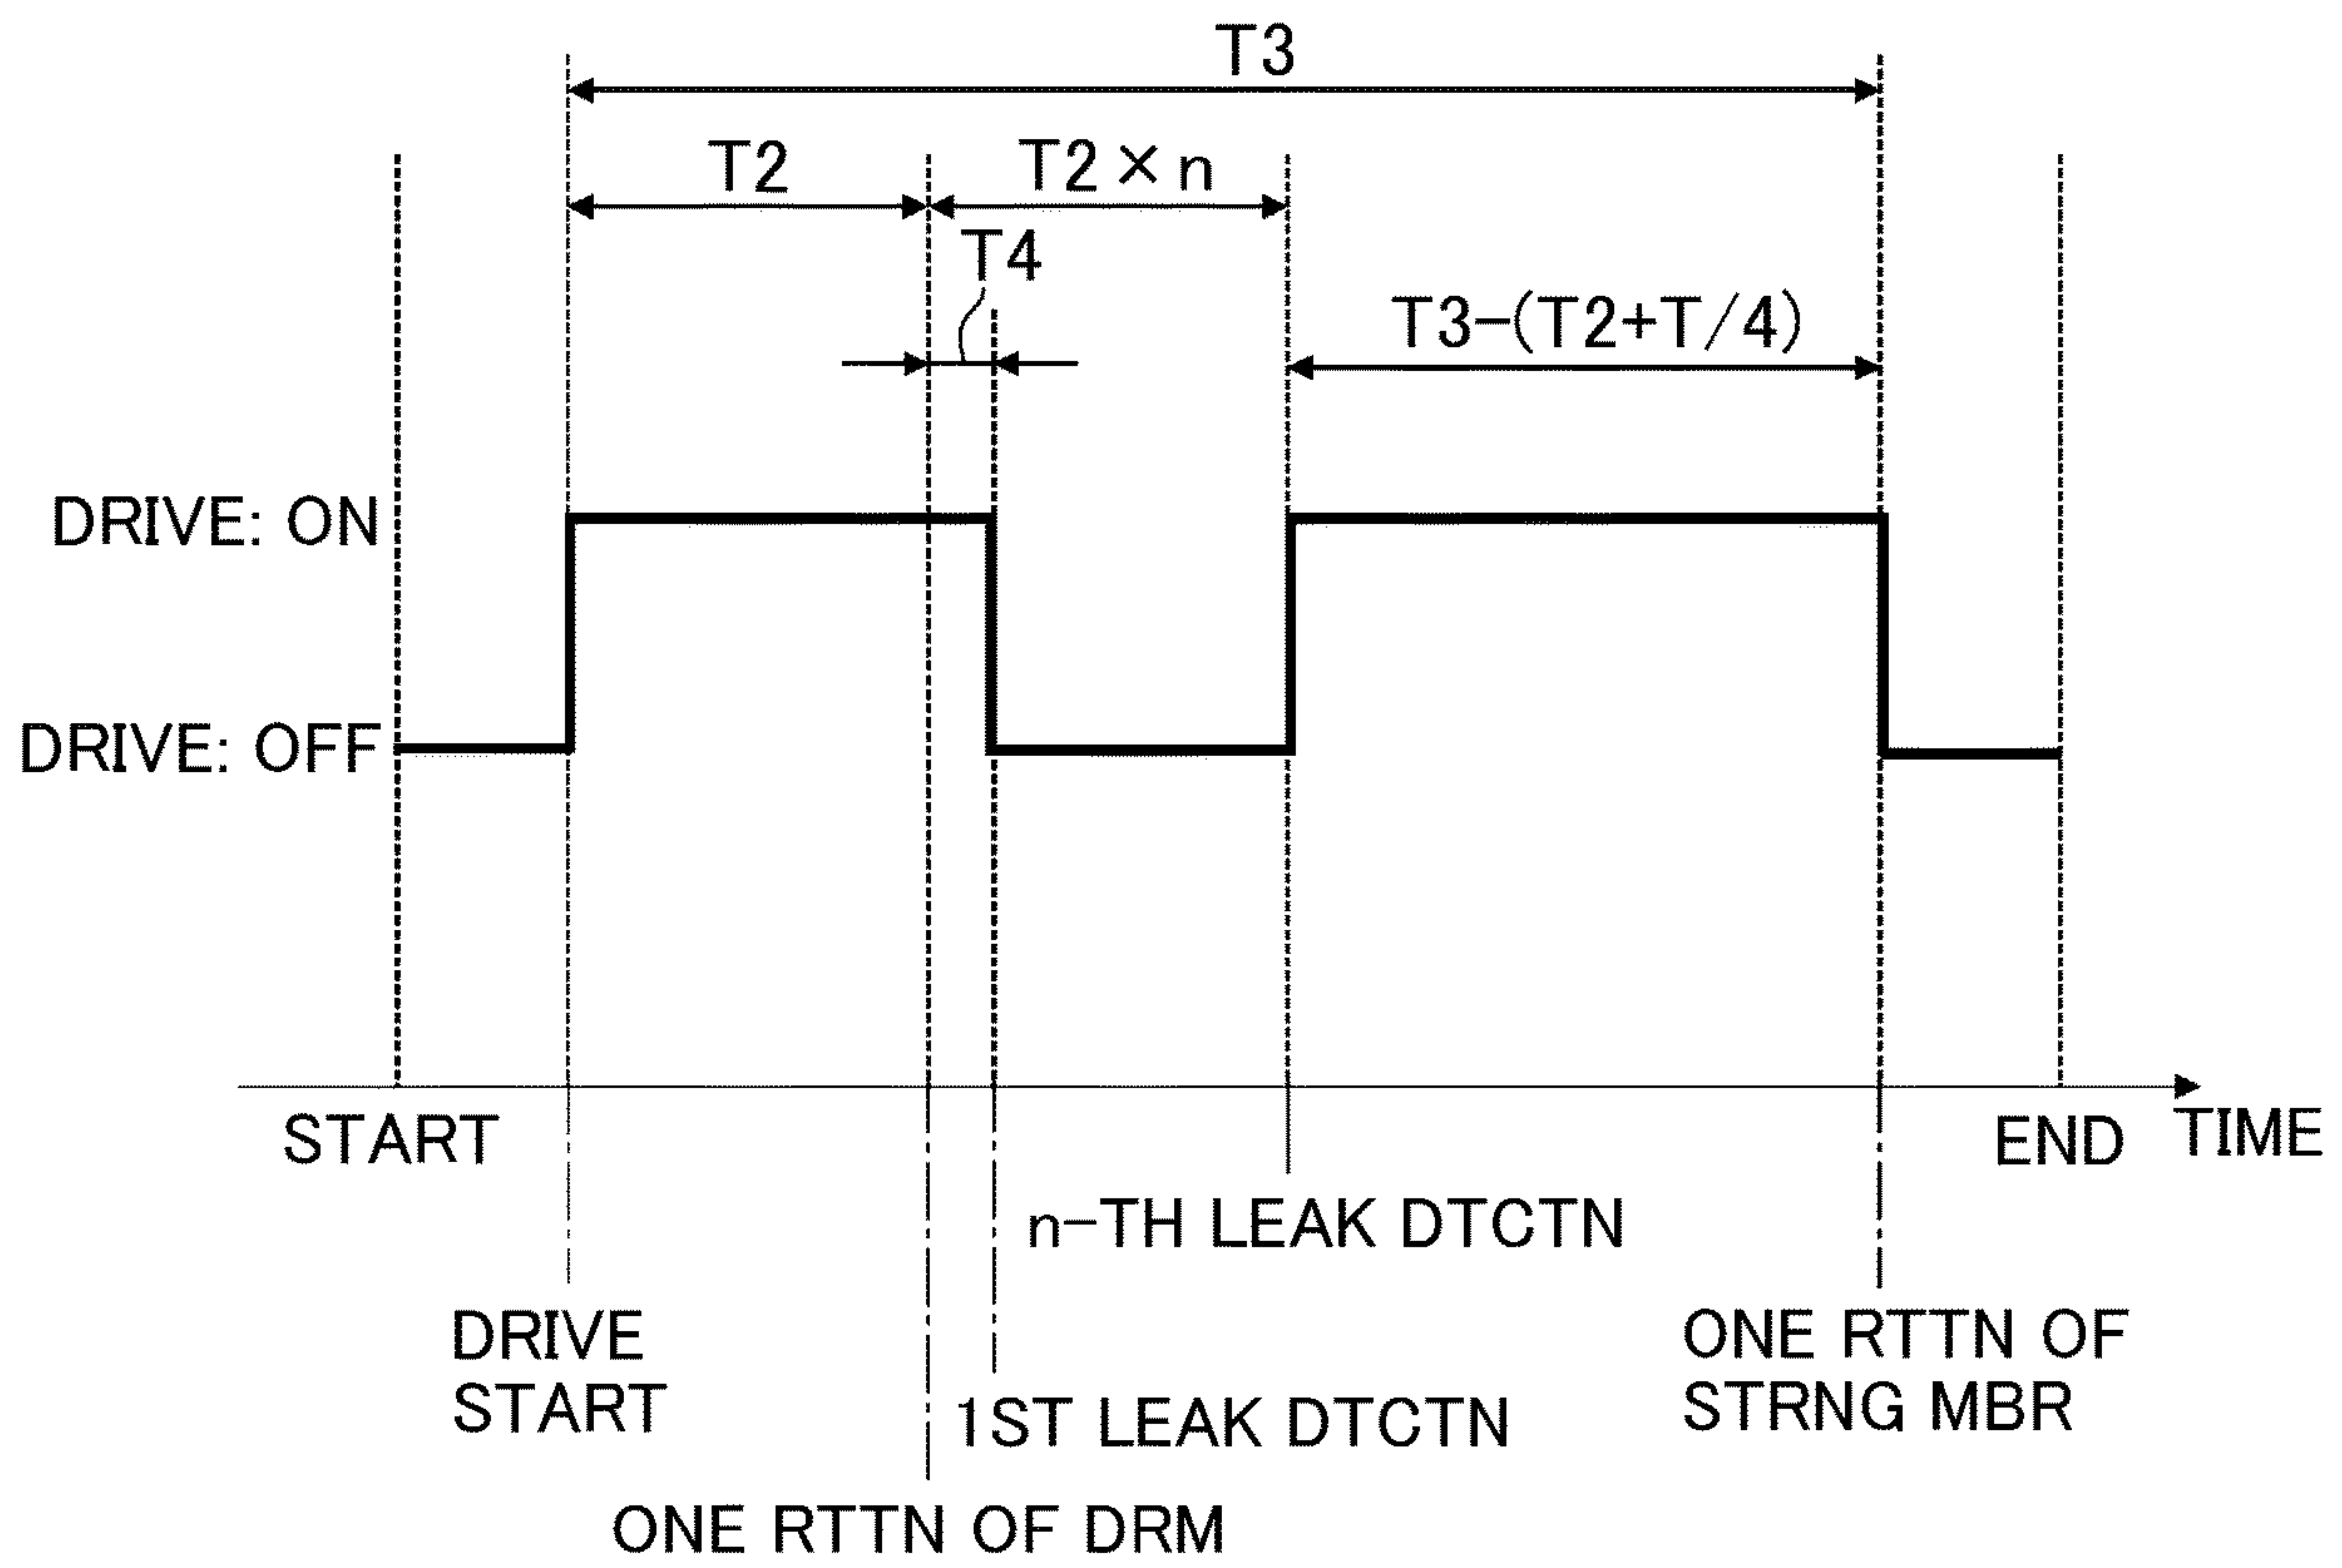 T3
T2
T2×n
T4
T3-(T2+T/4)
DRIVE: ON
DRIVE: OFF
START
END
TIME
n-TH LEAK DTCTN
DRIVE
START
ONE RTTN OF
STRNG MBR
1ST LEAK DTCTN
ONE RTTN OF DRM